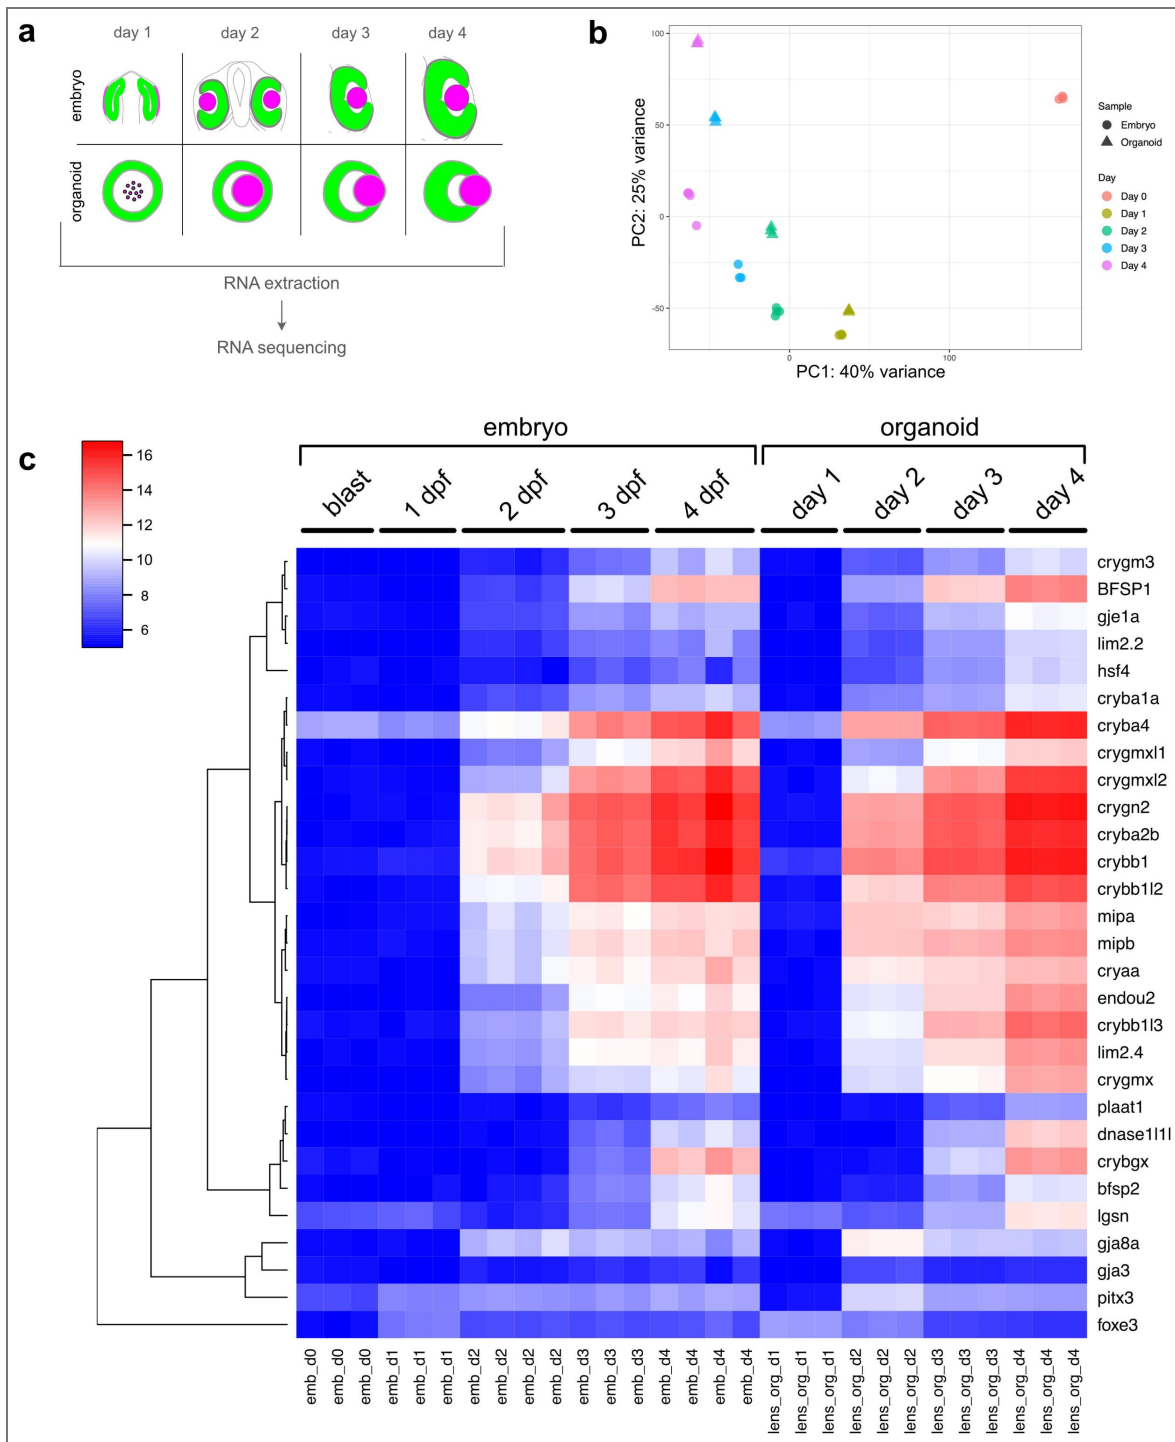 a
day 1 day 2 day 3 day 4
embryo
organoid
RNA extraction
RNA sequencing
b
100
50
0
-50
0 100
PC2: 25% variance
PC1: 40% variance
Sample
Embryo
Organoid
Day
Day 0
Day 1
Day 2
Day 3
Day 4
c
16
14
12
10
8
6
embryo organoid
blast 1 dpf 2 dpf 3 dpf 4 dpf day 1 day 2 day 3 day 4
crygm3
BFSP1
gje1a
lim2.2
hsf4
cryba1a
cryba4
crygmxl1
crygmxl2
crygn2
cryba2b
crybb1
crybb1l2
mipa
mipb
cryaa
endou2
crybb1l3
lim2.4
crygmx
plaat1
dnase1l1l
crybgx
bfsp2
lgsn
gja8a
gja3
pitx3
foxe3
emb_d0 emb_d0 emb_d0 emb_d1 emb_d1 emb_d1 emb_d2 emb_d2 emb_d2 emb_d2 emb_d3 emb_d3 emb_d3 emb_d4 emb_d4 emb_d4 emb_d4 lens_org_d1 lens_org_d1 lens_org_d1 lens_org_d2 lens_org_d2 lens_org_d2 lens_org_d3 lens_org_d3 lens_org_d3 lens_org_d4 lens_org_d4 lens_org_d4